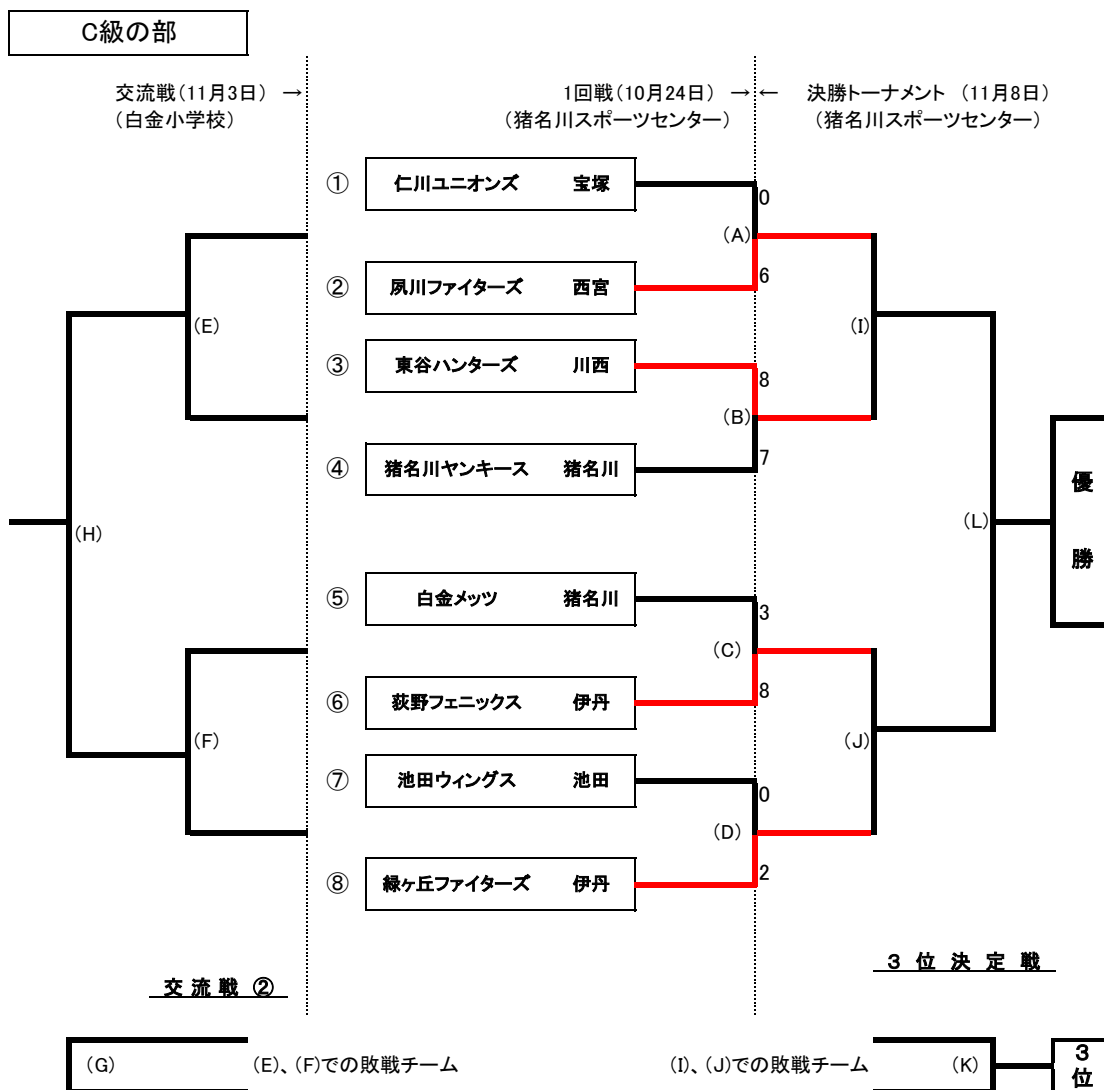 C級の部
交流戦(11月3日) →
(白金小学校)
1回戦(10月24日) →
(猪名川スポーツセンター)
← 決勝トーナメント (11月8日)
(猪名川スポーツセンター)
① 仁川ユニオンズ 宝塚
0
(A)
② 夙川ファイターズ 西宮
6
(E)
(I)
③ 東谷ハンターズ 川西
8
(B)
④ 猪名川ヤンキース 猪名川
7
優
勝
(H)
(L)
⑤ 白金メッツ 猪名川
3
(C)
⑥ 荻野フェニックス 伊丹
8
(F)
(J)
⑦ 池田ウィングス 池田
0
(D)
⑧ 緑ヶ丘ファイターズ 伊丹
2
3位決定戦
交流戦②
(G) (E)、(F)での敗戦チーム
(I)、(J)での敗戦チーム (K)
3
位